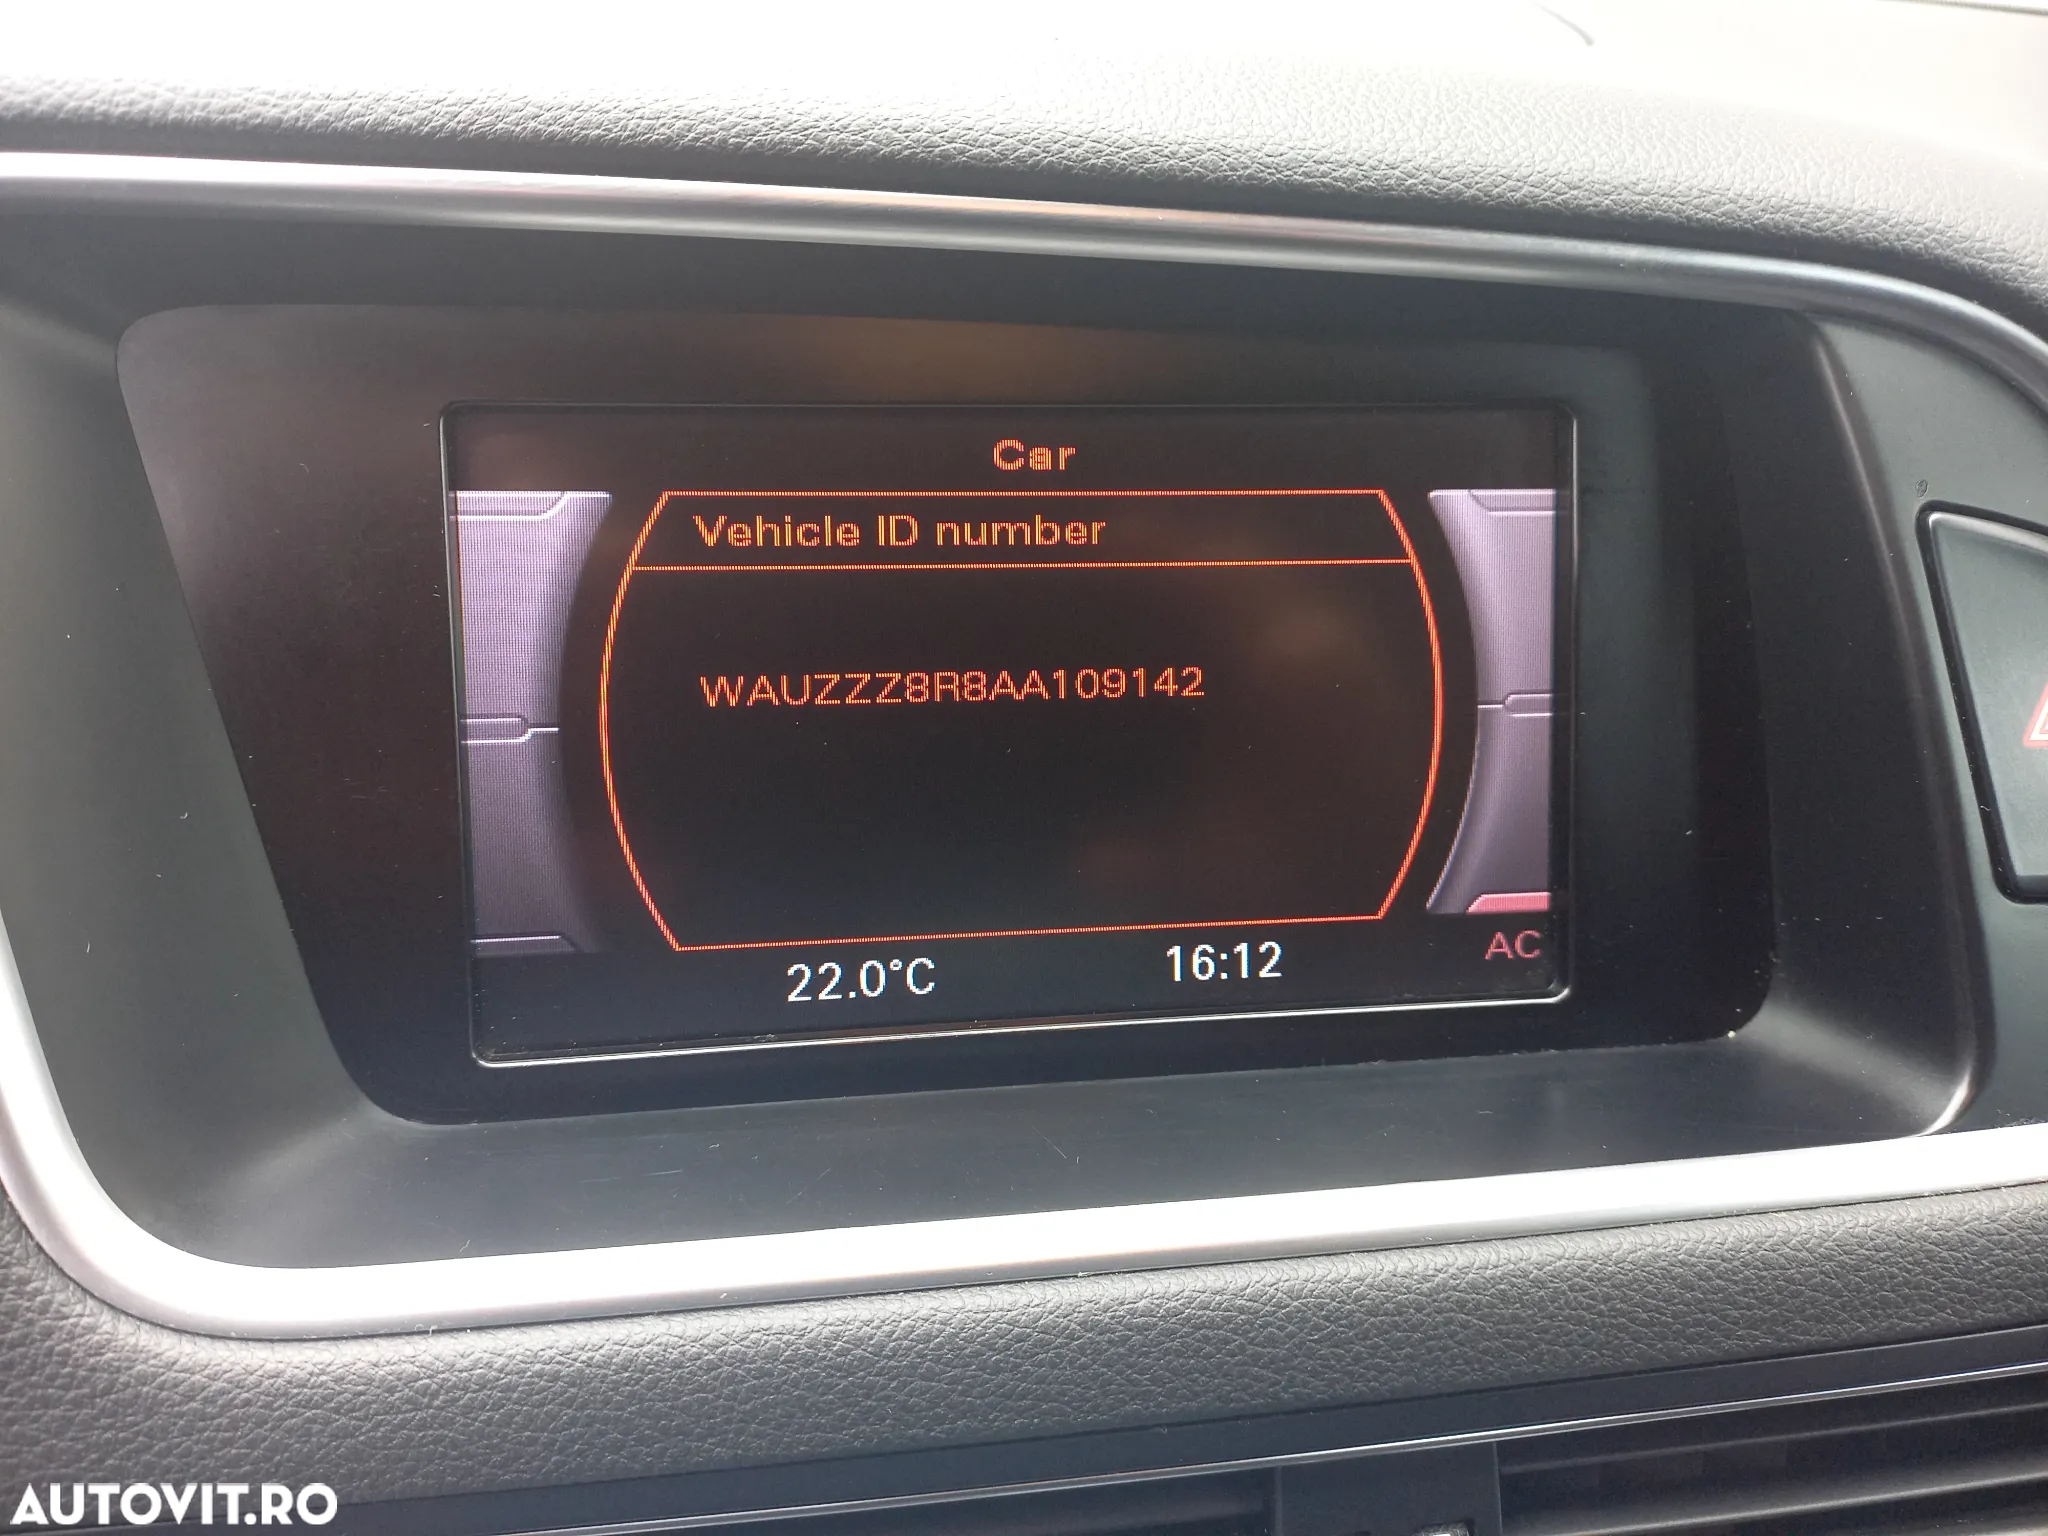 Car
Vehicle ID number
WAUZZZ8R8AA109142
22.0°C 16:12 AC
AUTOVIT.RO